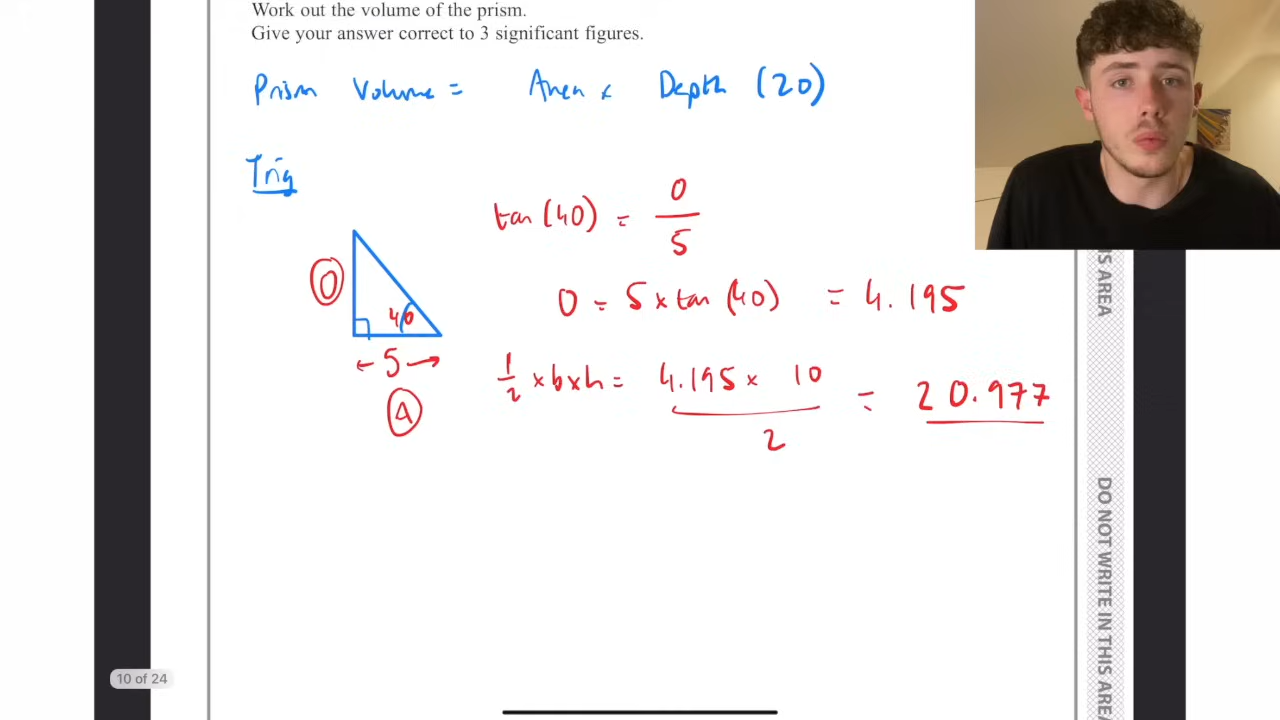 Work out the volume of the prism.
Give your answer correct to 3 significant figures.
Prism Volume = Area × Depth (20)
Trig
tan(40) = O/5
O
40
O = 5 × tan (40) = 4.195
← 5 →
A
1/2 × b × h = 4.195 × 10 / 2 = 20.977
S AREA
DO NOT WRITE IN THIS ARE
10 of 24